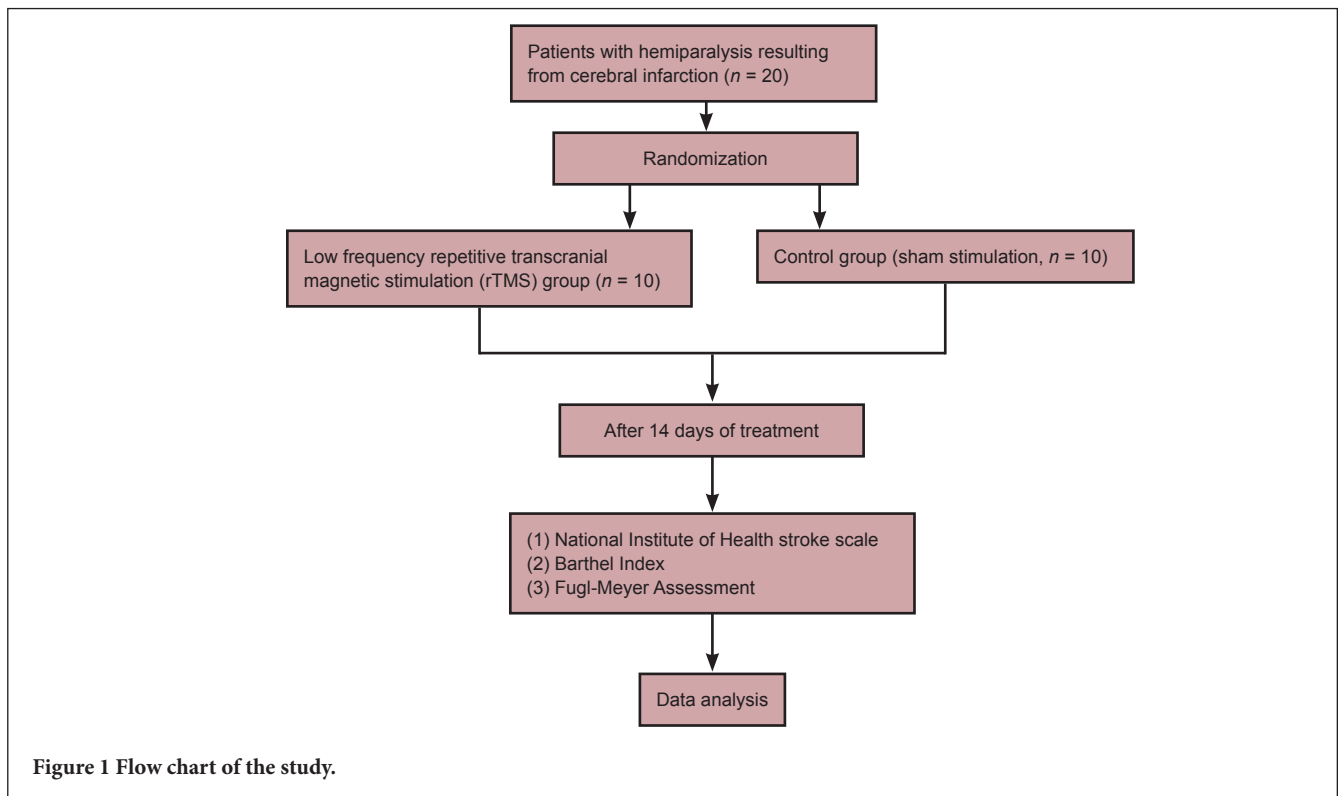 Patients with hemiparalysis resulting
from cerebral infarction (n = 20)
Randomization
Low frequency repetitive transcranial
magnetic stimulation (rTMS) group (n = 10)
Control group (sham stimulation, n = 10)
After 14 days of treatment
(1) National Institute of Health stroke scale
(2) Barthel Index
(3) Fugl-Meyer Assessment
Data analysis
Figure 1 Flow chart of the study.